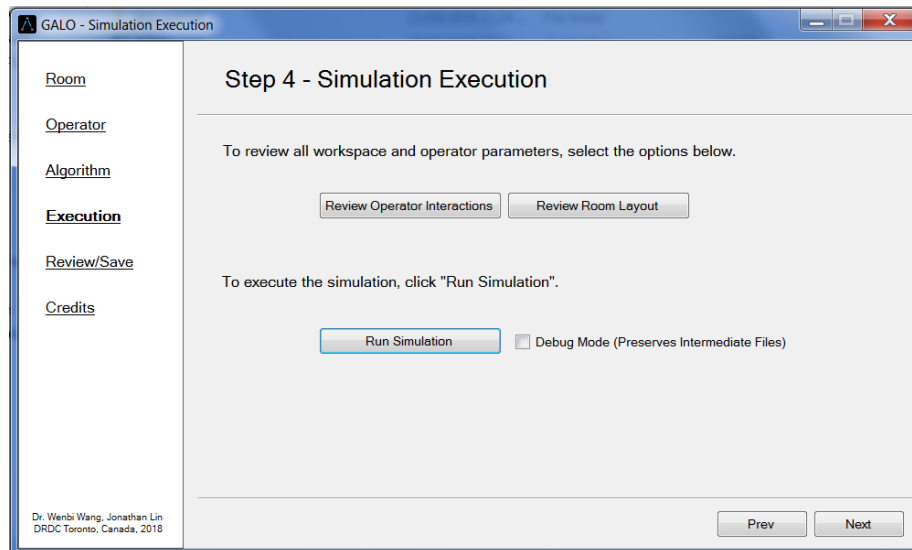 GALO - Simulation Execution
Room
Operator
Algorithm
Execution
Review/Save
Credits
Dr. Wenbi Wang, Jonathan Lin
DRDC Toronto, Canada, 2018
Step 4 - Simulation Execution
To review all workspace and operator parameters, select the options below.
Review Operator Interactions Review Room Layout
To execute the simulation, click "Run Simulation".
Run Simulation Debug Mode (Preserves Intermediate Files)
Prev Next